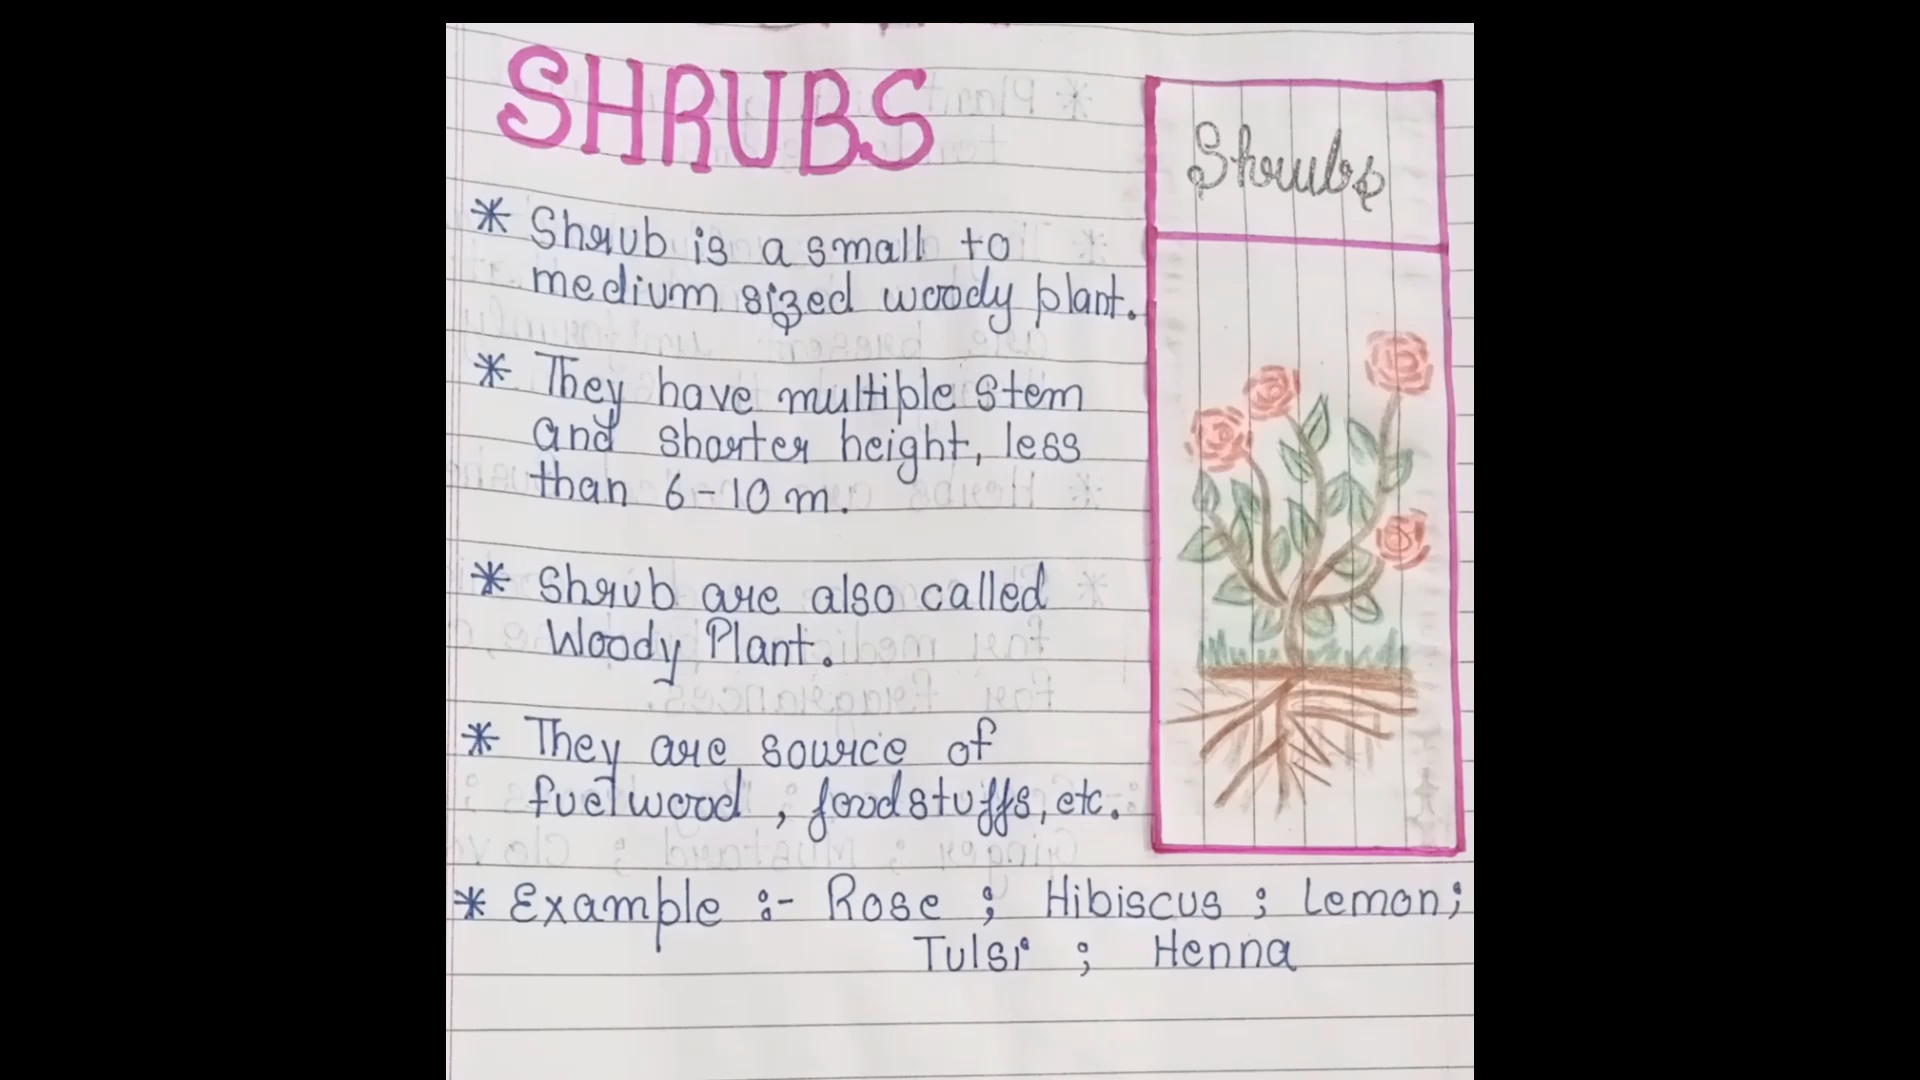 SHRUBS
Shrubs
* Shrub is a small to
medium sized woody plant.
* They have multiple stem
and shorter height, less
than 6-10 m.
* Shrub are also called
Woody Plant.
* They are source of
fuelwood, foodstuffs, etc.
* Example :- Rose ; Hibiscus ; Lemon;
Tulsi ; Henna